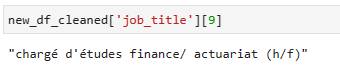 new_df_cleaned['job_title'][9]
"chargé d'études finance/ actuariat (h/f)"